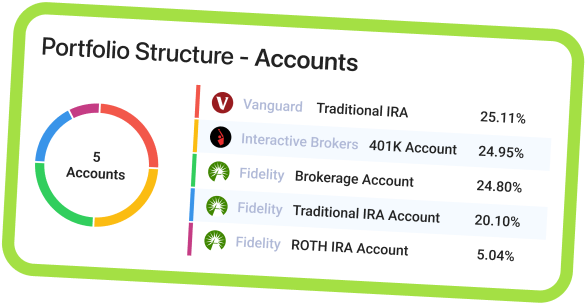 Portfolio Structure - Accounts
5
Accounts
V Vanguard Traditional IRA 25.11%
Interactive Brokers 401K Account 24.95%
Fidelity Brokerage Account 24.80%
Fidelity Traditional IRA Account 20.10%
Fidelity ROTH IRA Account 5.04%